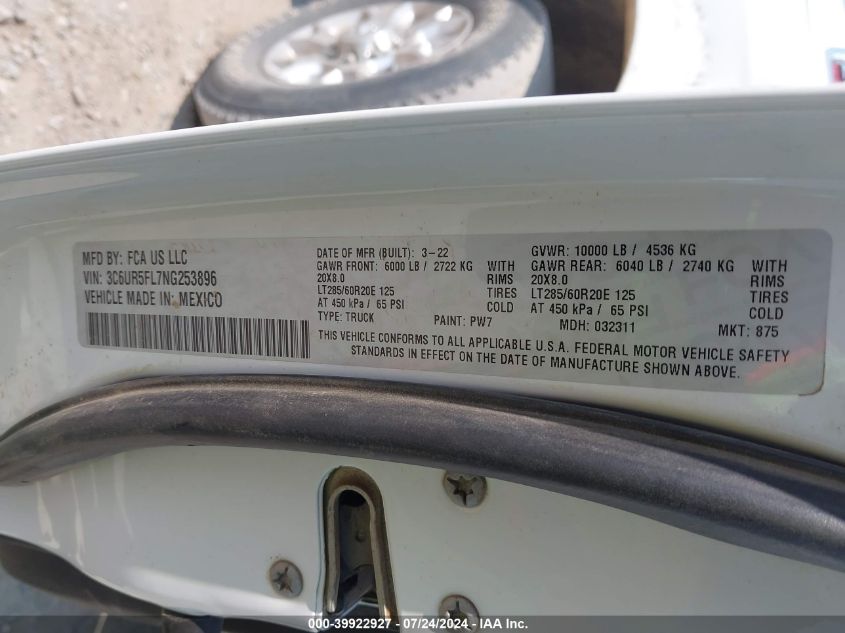 MFD BY: FCA US LLC
VIN: 3C6UR5FL7NG253896
VEHICLE MADE IN: MEXICO
DATE OF MFR (BUILT): 3-22
GAWR FRONT: 6000 LB / 2722 KG
20X8.0 RIMS
LT285/60R20E 125 TIRES
AT 450 kPa / 65 PSI COLD
TYPE: TRUCK PAINT: PW7
GVWR: 10000 LB / 4536 KG
GAWR REAR: 6040 LB / 2740 KG WITH
20X8.0 RIMS
LT285/60R20E 125 TIRES
AT 450 kPa / 65 PSI COLD
MDH: 032311 MKT: 875
WITH
THIS VEHICLE CONFORMS TO ALL APPLICABLE U.S.A. FEDERAL MOTOR VEHICLE SAFETY
STANDARDS IN EFFECT ON THE DATE OF MANUFACTURE SHOWN ABOVE.
000-39922927 - 07/24/2024 - IAA Inc.